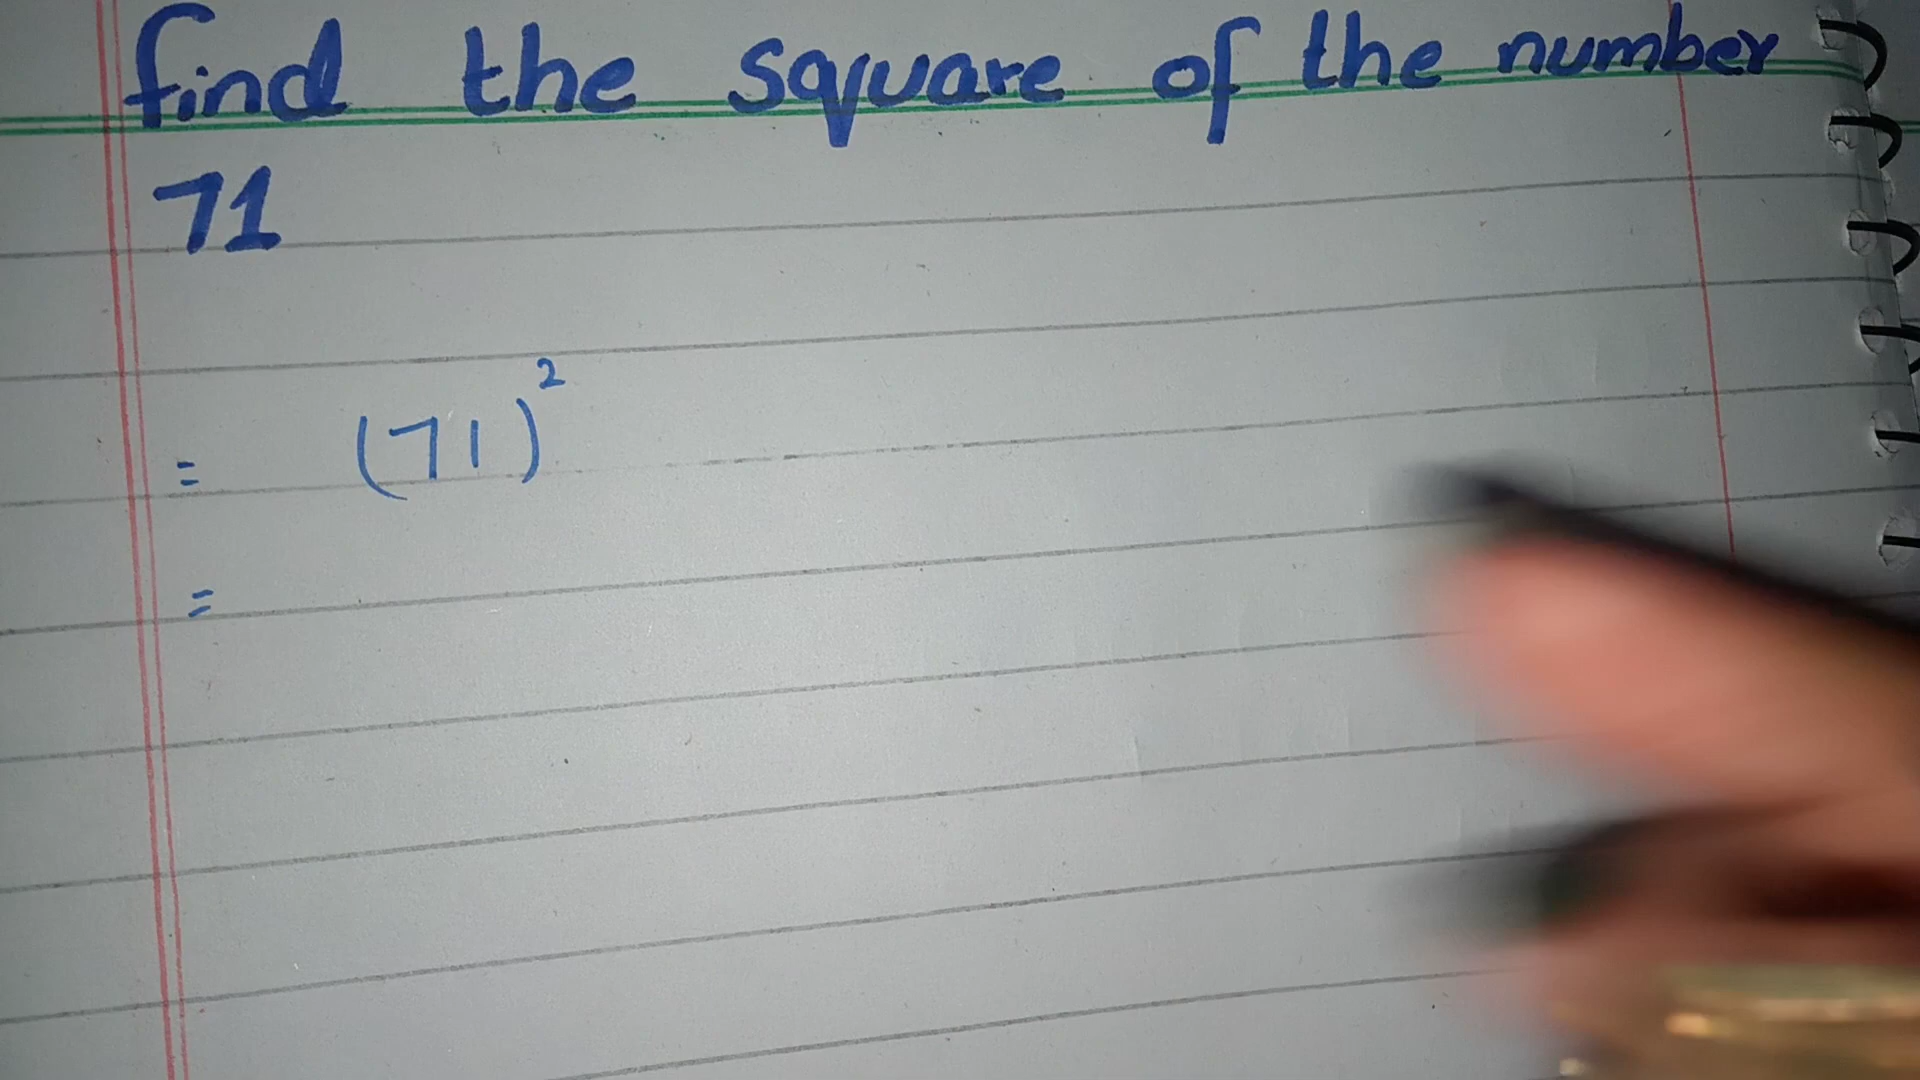 find the square of the number
71
= (71)²
=